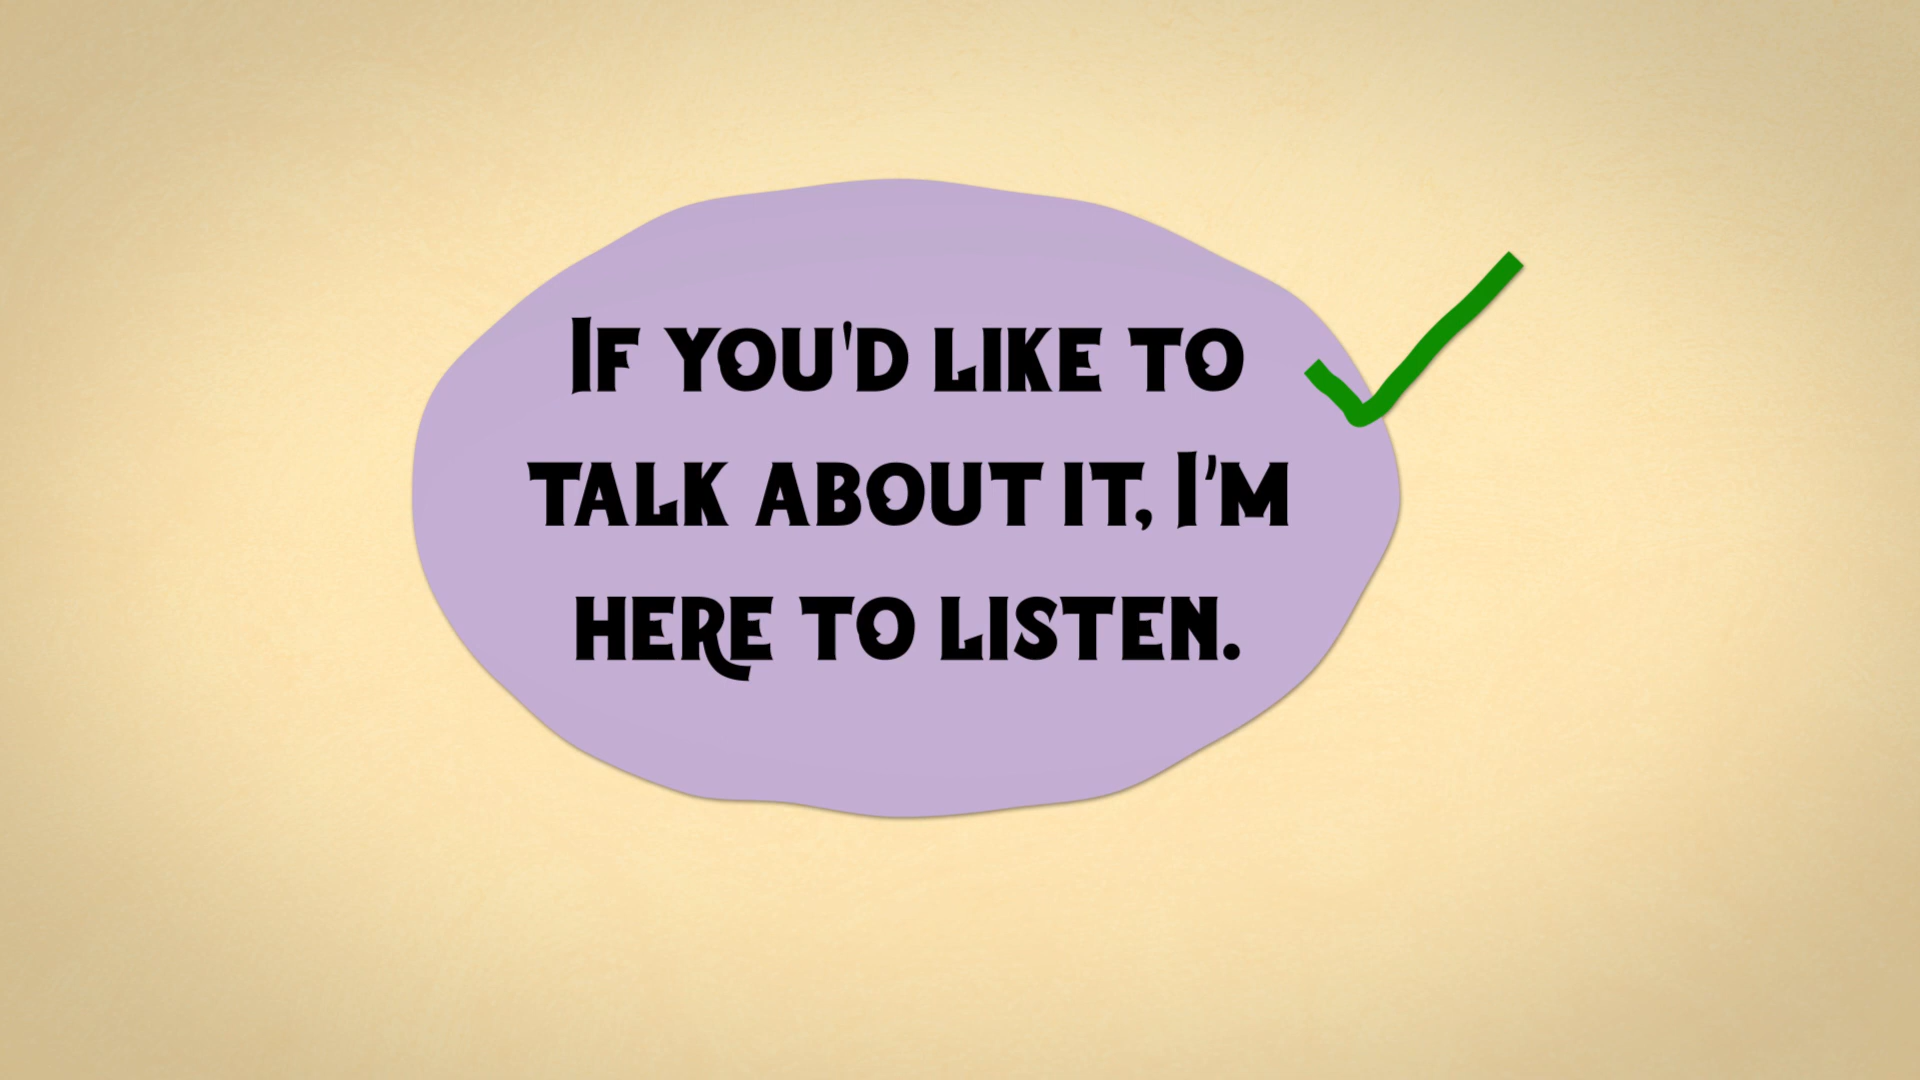 If you'd like to
talk about it, I'm
here to listen.